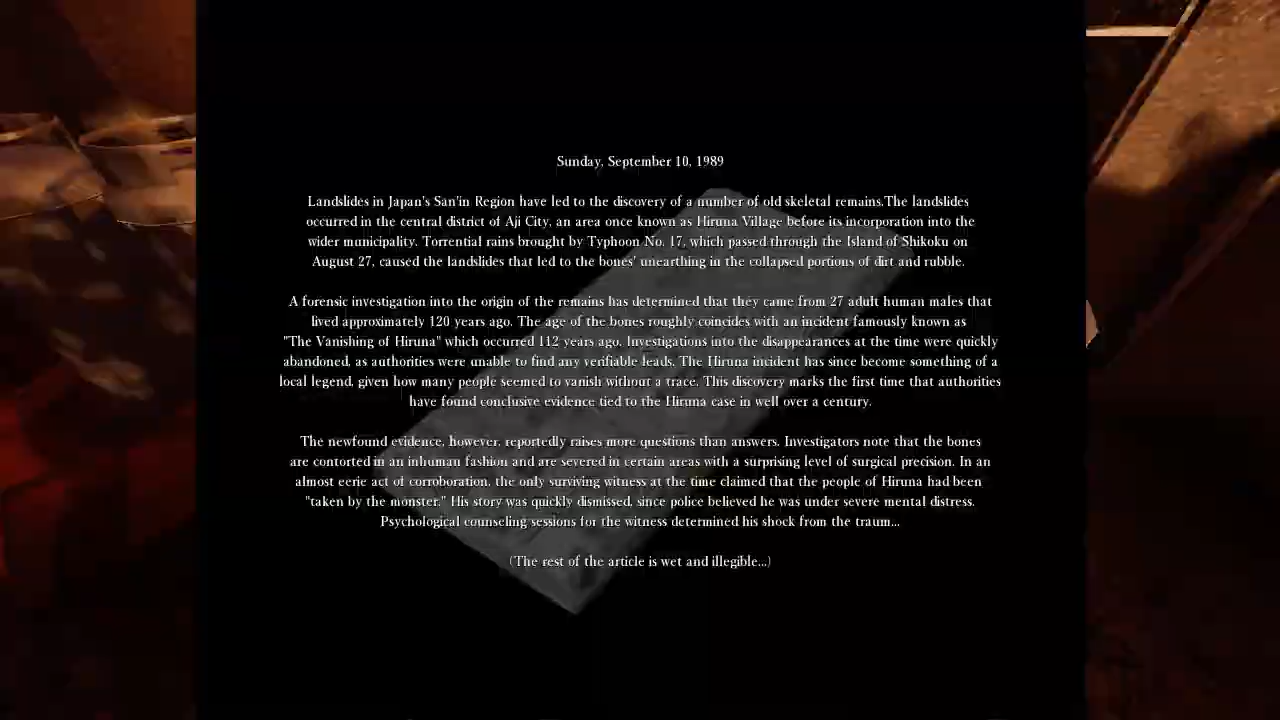 Sunday, September 10, 1989
Landslides in Japan's San'in Region have led to the discovery of a number of old skeletal remains.The landslides
occurred in the central district of Aji City, an area once known as Hiruna Village before its incorporation into the
wider municipality. Torrential rains brought by Typhoon No. 17, which passed through the Island of Shikoku on
August 27, caused the landslides that led to the bones' unearthing in the collapsed portions of dirt and rubble.
A forensic investigation into the origin of the remains has determined that they came from 27 adult human males that
lived approximately 120 years ago. The age of the bones roughly coincides with an incident famously known as
"The Vanishing of Hiruna" which occurred 112 years ago. Investigations into the disappearances at the time were quickly
abandoned, as authorities were unable to find any verifiable leads. The Hiruna incident has since become something of a
local legend, given how many people seemed to vanish without a trace. This discovery marks the first time that authorities
have found conclusive evidence tied to the Hiruna case in well over a century.
The newfound evidence, however, reportedly raises more questions than answers. Investigators note that the bones
are contorted in an inhuman fashion and are severed in certain areas with a surprising level of surgical precision. In an
almost eerie act of corroboration, the only surviving witness at the time claimed that the people of Hiruna had been
"taken by the monster." His story was quickly dismissed, since police believed he was under severe mental distress.
Psychological counseling sessions for the witness determined his shock from the traum...
(The rest of the article is wet and illegible...)